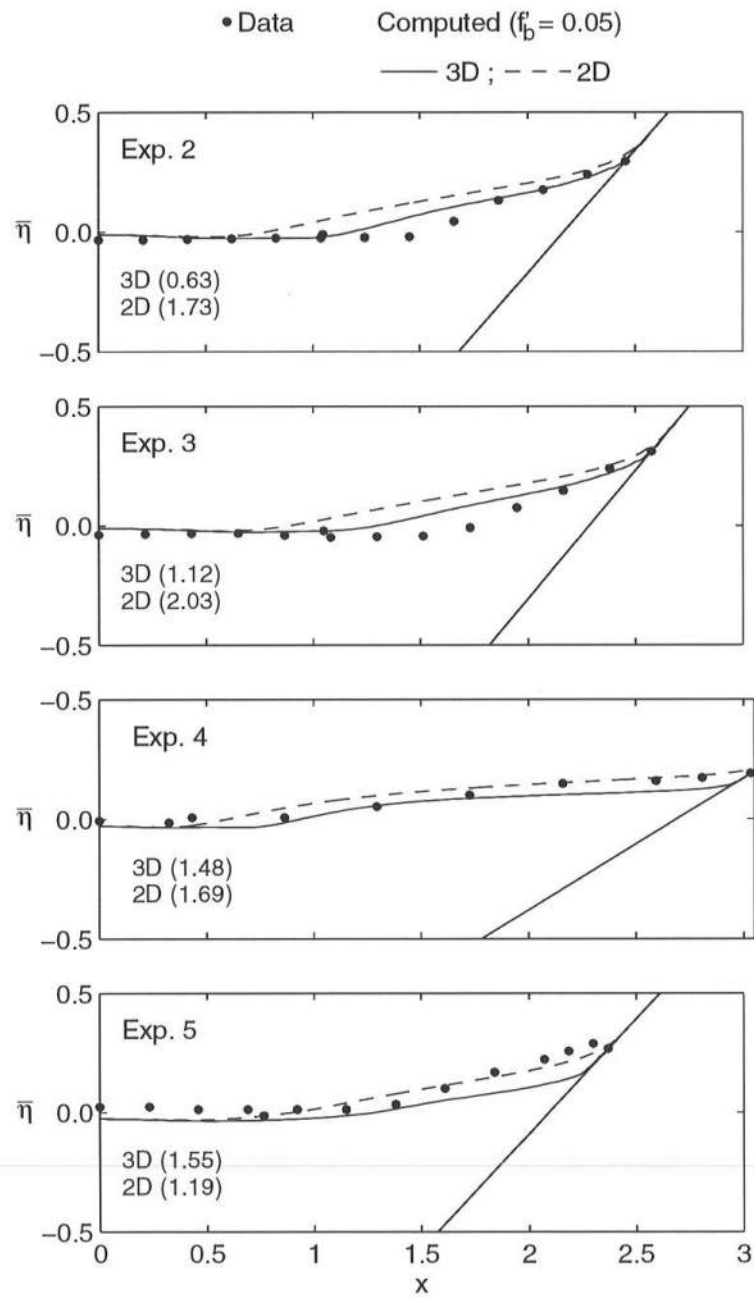 ● Data Computed (f'b = 0.05)
3D ; 2D
0.5
Exp. 2
η̅ 0.0
3D (0.63)
2D (1.73)
−0.5
0.5
Exp. 3
η̅ 0.0
3D (1.12)
2D (2.03)
−0.5
-0.5
Exp. 4
η̅ 0.0
3D (1.48)
2D (1.69)
−0.5
0.5
Exp. 5
η̅ 0.0
3D (1.55)
2D (1.19)
−0.5
0 0.5 1 1.5 2 2.5 3
x